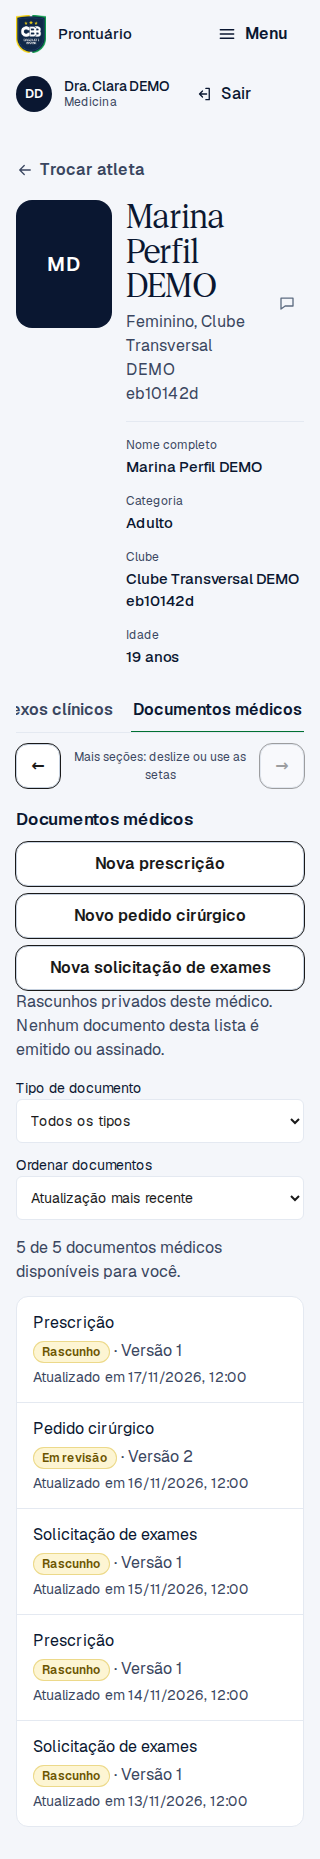 CBB
Prontuário
Menu
DD
Dra. Clara DEMO
Medicina
Sair
← Trocar atleta
MD
Marina
Perfil
DEMO
Feminino, Clube
Transversal
DEMO
eb10142d
Nome completo
Marina Perfil DEMO
Categoria
Adulto
Clube
Clube Transversal DEMO
eb10142d
Idade
19 anos
exos clínicos
Documentos médicos
←
Mais seções: deslize ou use as
setas
→
Documentos médicos
Nova prescrição
Novo pedido cirúrgico
Nova solicitação de exames
Rascunhos privados deste médico.
Nenhum documento desta lista é
emitido ou assinado.
Tipo de documento
Todos os tipos
Ordenar documentos
Atualização mais recente
5 de 5 documentos médicos
disponíveis para você.
Prescrição
Rascunho · Versão 1
Atualizado em 17/11/2026, 12:00
Pedido cirúrgico
Em revisão · Versão 2
Atualizado em 16/11/2026, 12:00
Solicitação de exames
Rascunho · Versão 1
Atualizado em 15/11/2026, 12:00
Prescrição
Rascunho · Versão 1
Atualizado em 14/11/2026, 12:00
Solicitação de exames
Rascunho · Versão 1
Atualizado em 13/11/2026, 12:00